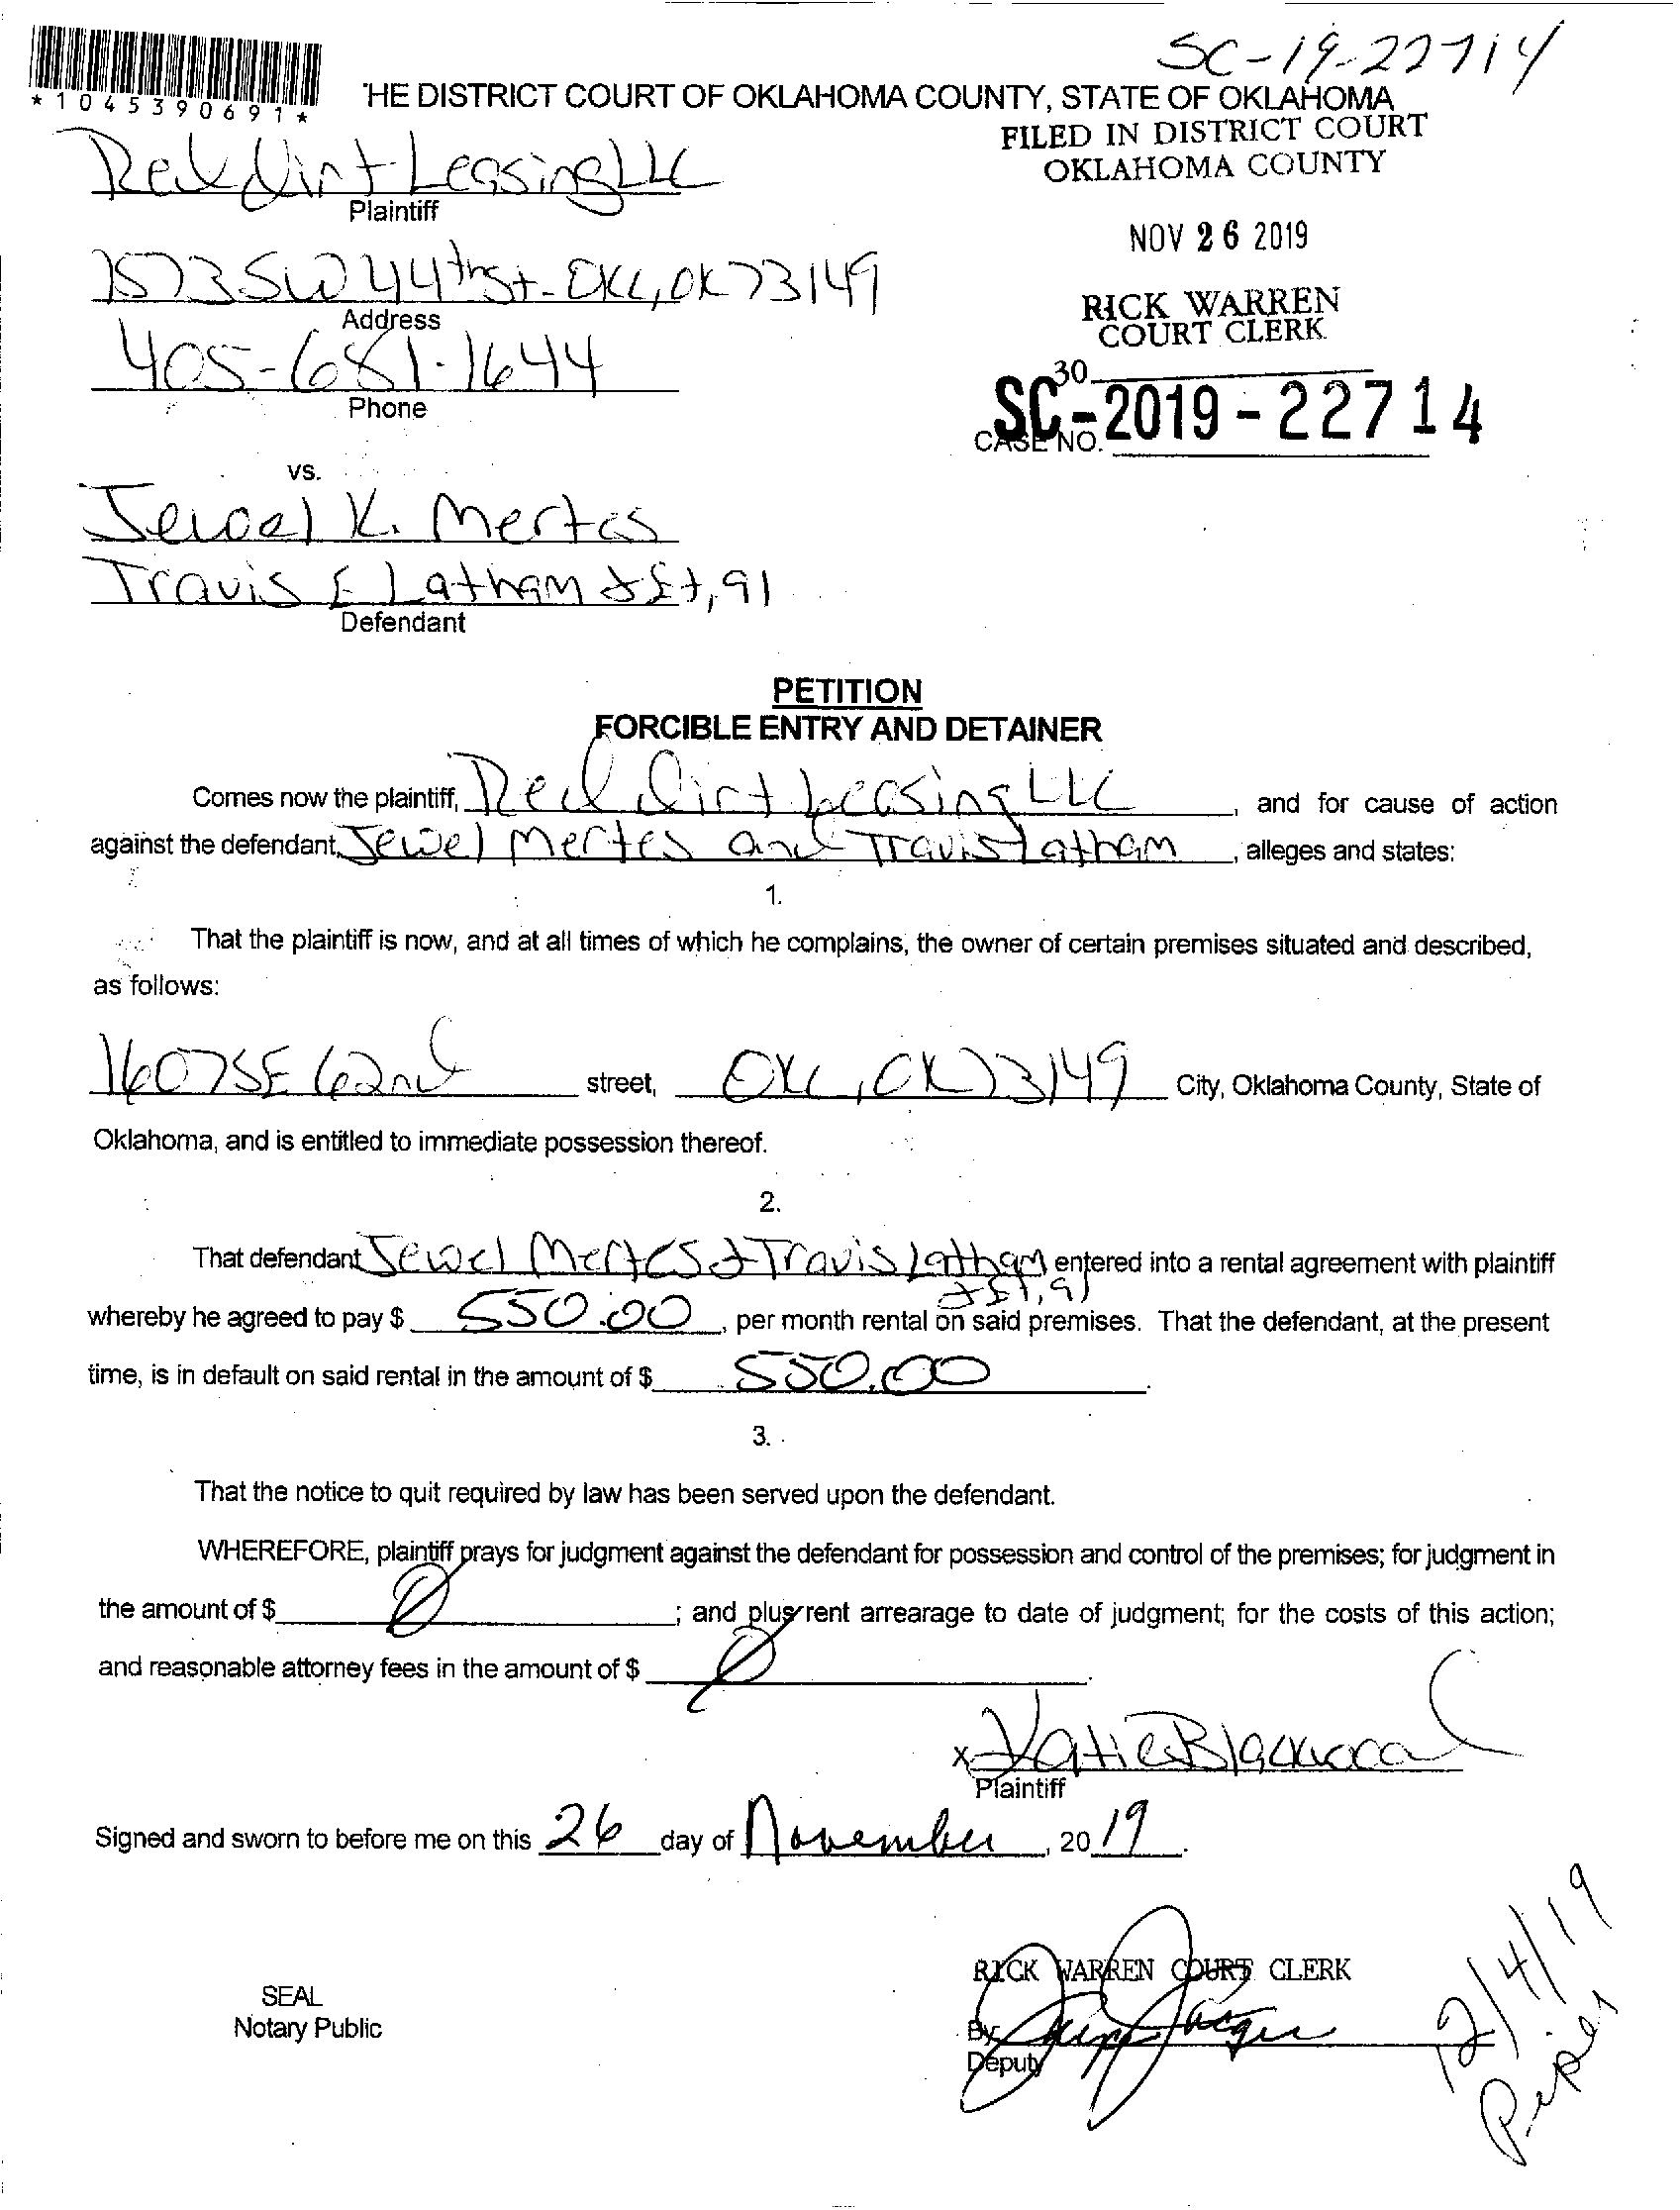 SC-19-22714
*1045390691*
HE DISTRICT COURT OF OKLAHOMA COUNTY, STATE OF OKLAHOMA
FILED IN DISTRICT COURT
OKLAHOMA COUNTY
Red Dirt Leasing LLC
Plaintiff
NOV 26 2019
1573 SW 44th St. OKC, OK 73149
Address
RICK WARREN
COURT CLERK
405-681-1644
Phone
30
SC-2019-22714
CASE NO.
vs.
Jewel K. Mertes
Travis E Latham
Defendant
PETITION
FORCIBLE ENTRY AND DETAINER
Comes now the plaintiff, Red Dirt Leasing LLC, and for cause of action
against the defendant, Jewel Mertes and Travis Latham, alleges and states:
1.
That the plaintiff is now, and at all times of which he complains, the owner of certain premises situated and described,
as follows:
1607 SE 62nd street, OKC, OK 73149 City, Oklahoma County, State of
Oklahoma, and is entitled to immediate possession thereof.
2.
That defendant Jewel Mertes & Travis Latham entered into a rental agreement with plaintiff
whereby he agreed to pay $ 550.00, per month rental on said premises. That the defendant, at the present
time, is in default on said rental in the amount of $ 550.00.
3.
That the notice to quit required by law has been served upon the defendant.
WHEREFORE, plaintiff prays for judgment against the defendant for possession and control of the premises; for judgment in
the amount of $ 0; and plus rent arrearage to date of judgment; for the costs of this action;
and reasonable attorney fees in the amount of $ 0.
x Katie Blackwood
Plaintiff
Signed and sworn to before me on this 26 day of November, 2019.
RICK WARREN COURT CLERK
SEAL
Notary Public
By
Deputy
12/4/19
Piper